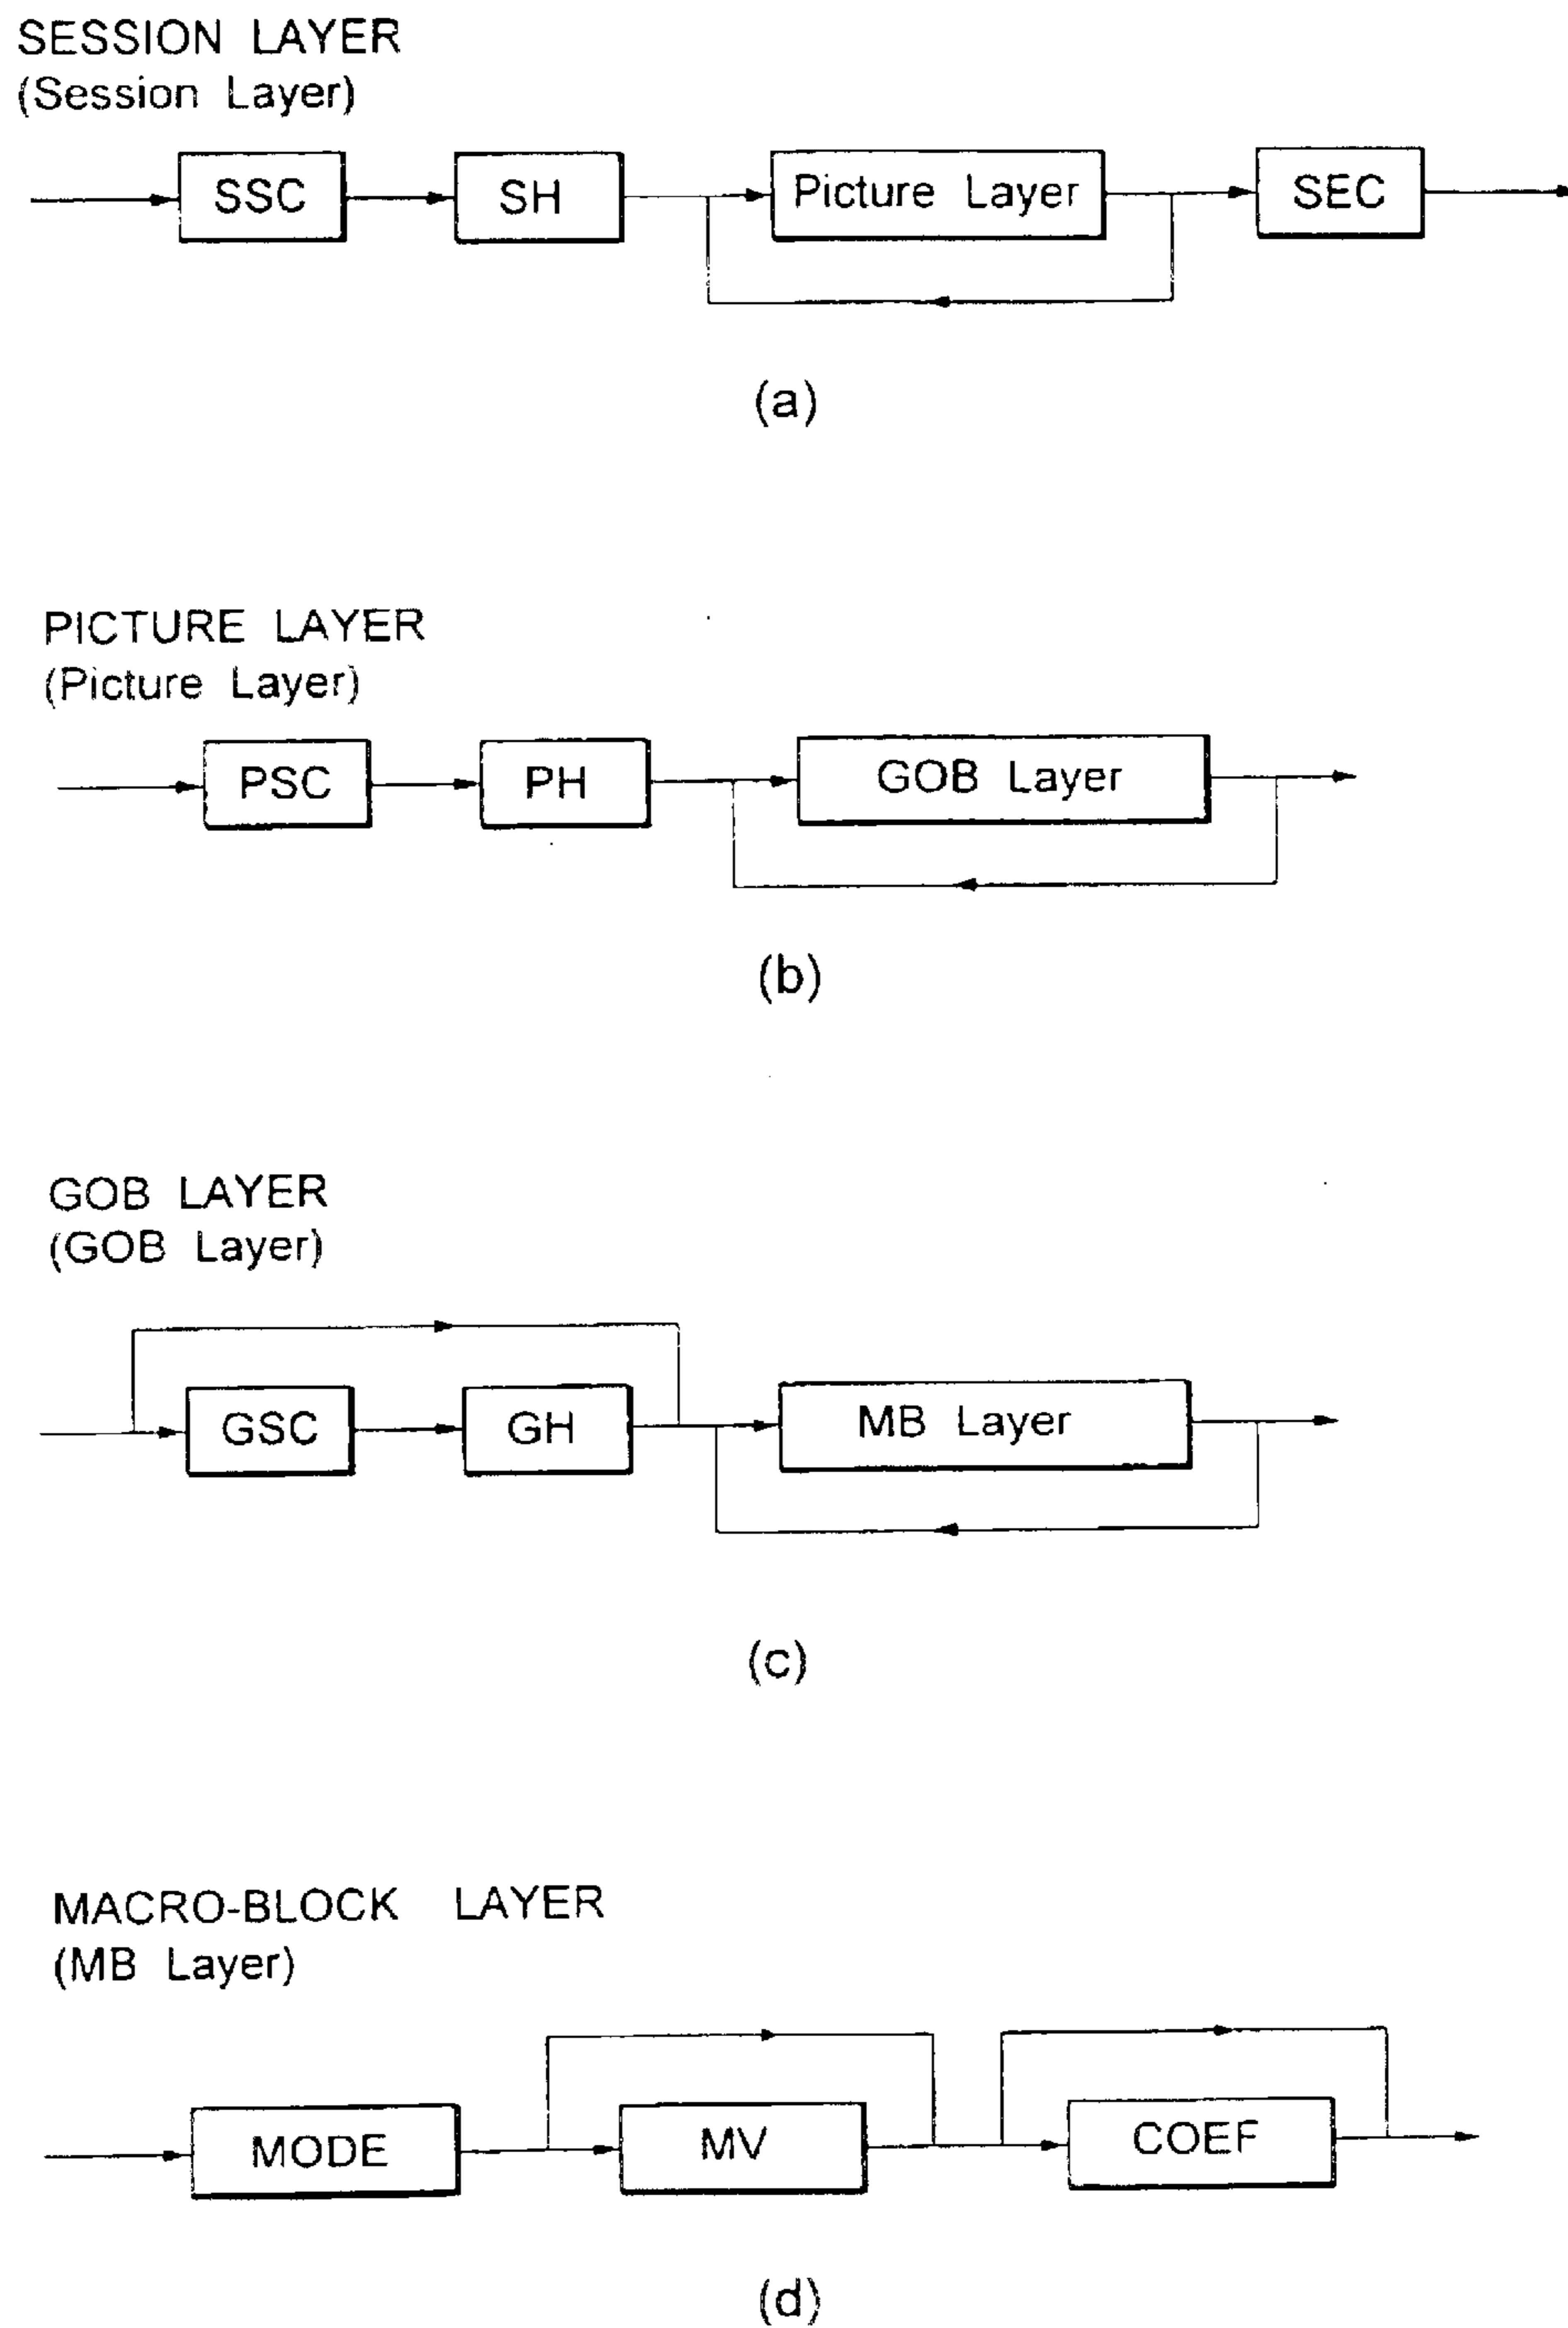 SESSION LAYER
(Session Layer)
SSC SH Picture Layer SEC
(a)
PICTURE LAYER
(Picture Layer)
PSC PH GOB Layer
(b)
GOB LAYER
(GOB Layer)
GSC GH MB Layer
(c)
MACRO-BLOCK LAYER
(MB Layer)
MODE MV COEF
(d)